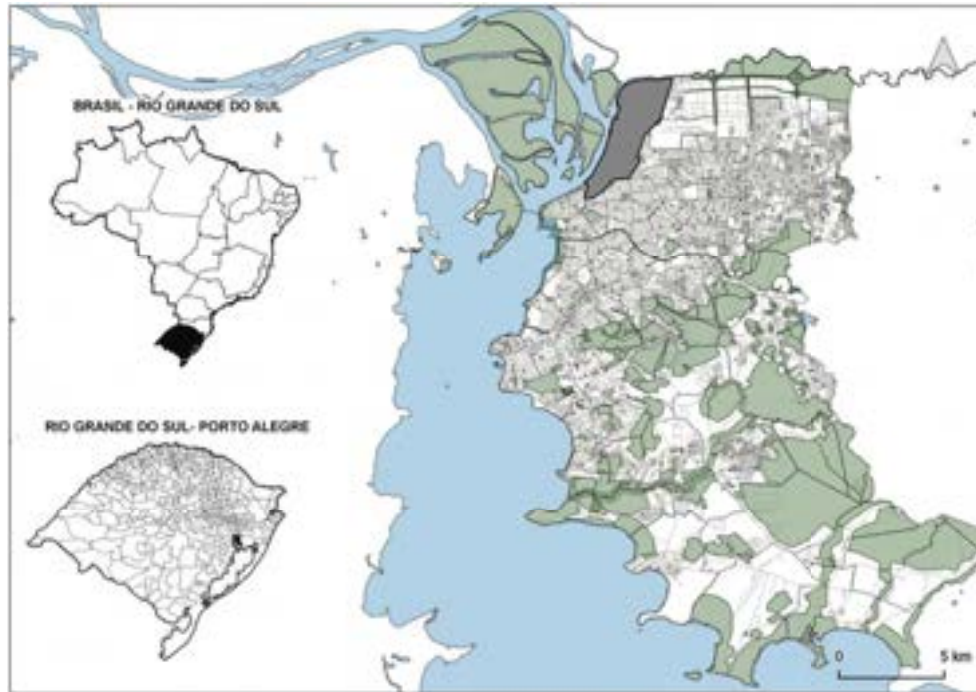 BRASIL - RIO GRANDE DO SUL
RIO GRANDE DO SUL- PORTO ALEGRE
0 5 km